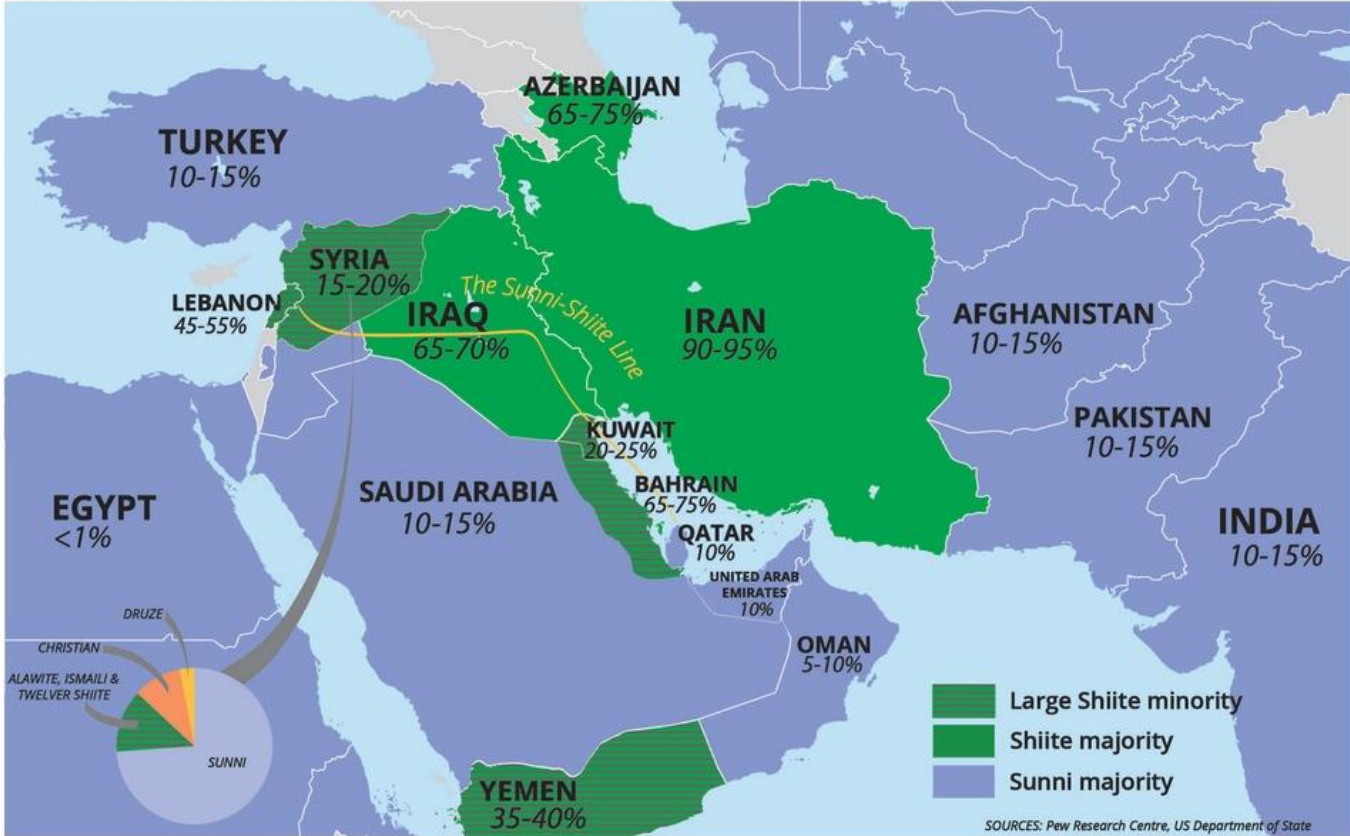 AZERBAIJAN
65-75%
TURKEY
10-15%
SYRIA
15-20%
The Sunni-Shiite Line
LEBANON
45-55%
IRAQ
65-70%
IRAN
90-95%
AFGHANISTAN
10-15%
PAKISTAN
10-15%
KUWAIT
20-25%
BAHRAIN
65-75%
SAUDI ARABIA
10-15%
EGYPT
<1%
QATAR
10%
INDIA
10-15%
UNITED ARAB
EMIRATES
10%
OMAN
5-10%
DRUZE
CHRISTIAN
ALAWITE, ISMAILI &
TWELVER SHIITE
SUNNI
YEMEN
35-40%
Large Shiite minority
Shiite majority
Sunni majority
SOURCES: Pew Research Centre, US Department of State